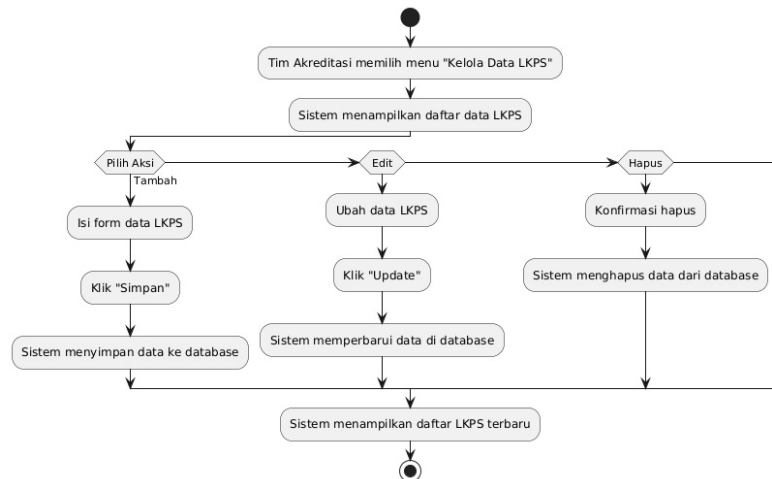 Tim Akreditasi memilih menu "Kelola Data LKPS"
Sistem menampilkan daftar data LKPS
Pilih Aksi
Tambah
Isi form data LKPS
Klik "Simpan"
Sistem menyimpan data ke database
Edit
Ubah data LKPS
Klik "Update"
Sistem memperbarui data di database
Hapus
Konfirmasi hapus
Sistem menghapus data dari database
Sistem menampilkan daftar LKPS terbaru